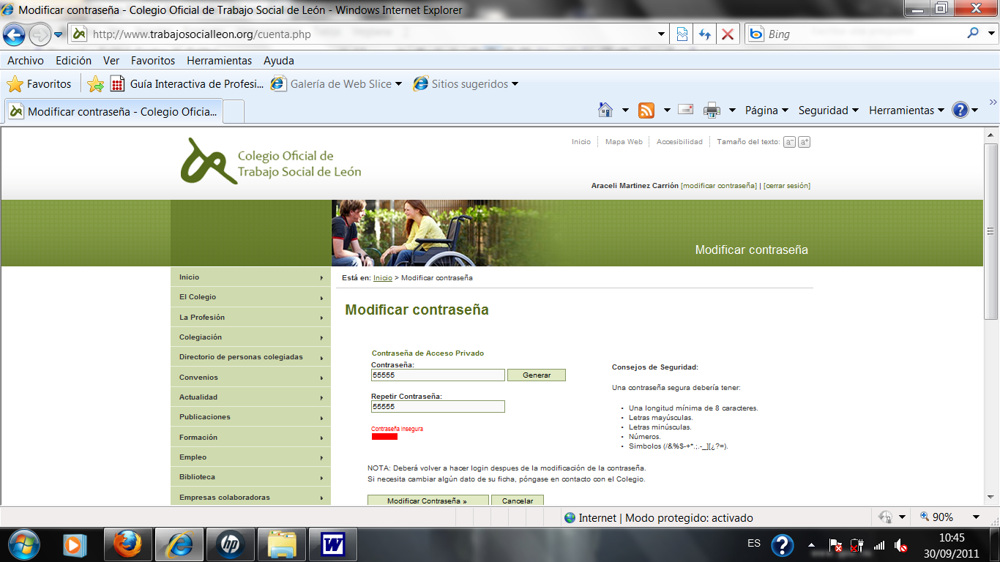 Modificar contraseña - Colegio Oficial de Trabajo Social de León - Windows Internet Explorer
http://www.trabajosocialleon.org/cuenta.php
Bing
Archivo Edición Ver Favoritos Herramientas Ayuda
Favoritos Guía Interactiva de Profesi... Galería de Web Slice Sitios sugeridos
Modificar contraseña - Colegio Oficia... Página Seguridad Herramientas
Inicio Mapa Web Accesibilidad Tamaño del texto: a- a+
Colegio Oficial de
Trabajo Social de León
Araceli Martinez Carrión [modificar contraseña] | [cerrar sesión]
Modificar contraseña
Está en: Inicio > Modificar contraseña
Inicio
El Colegio
La Profesión
Colegiación
Directorio de personas colegiadas
Convenios
Actualidad
Publicaciones
Formación
Empleo
Biblioteca
Empresas colaboradoras
Modificar contraseña
Contraseña de Acceso Privado
Contraseña:
55555 Generar
Repetir Contraseña:
55555
Contraseña insegura
Consejos de Seguridad:
Una contraseña segura debería tener:
• Una longitud mínima de 8 caracteres.
• Letras mayúsculas.
• Letras minúsculas.
• Números.
• Simbolos (/&%$-+*.;.-_][¿?=).
NOTA: Deberá volver a hacer login despues de la modificación de la contraseña.
Si necesita cambiar algún dato de su ficha, póngase en contacto con el Colegio.
Modificar Contraseña » Cancelar
Internet | Modo protegido: activado 90%
ES 10:45
30/09/2011